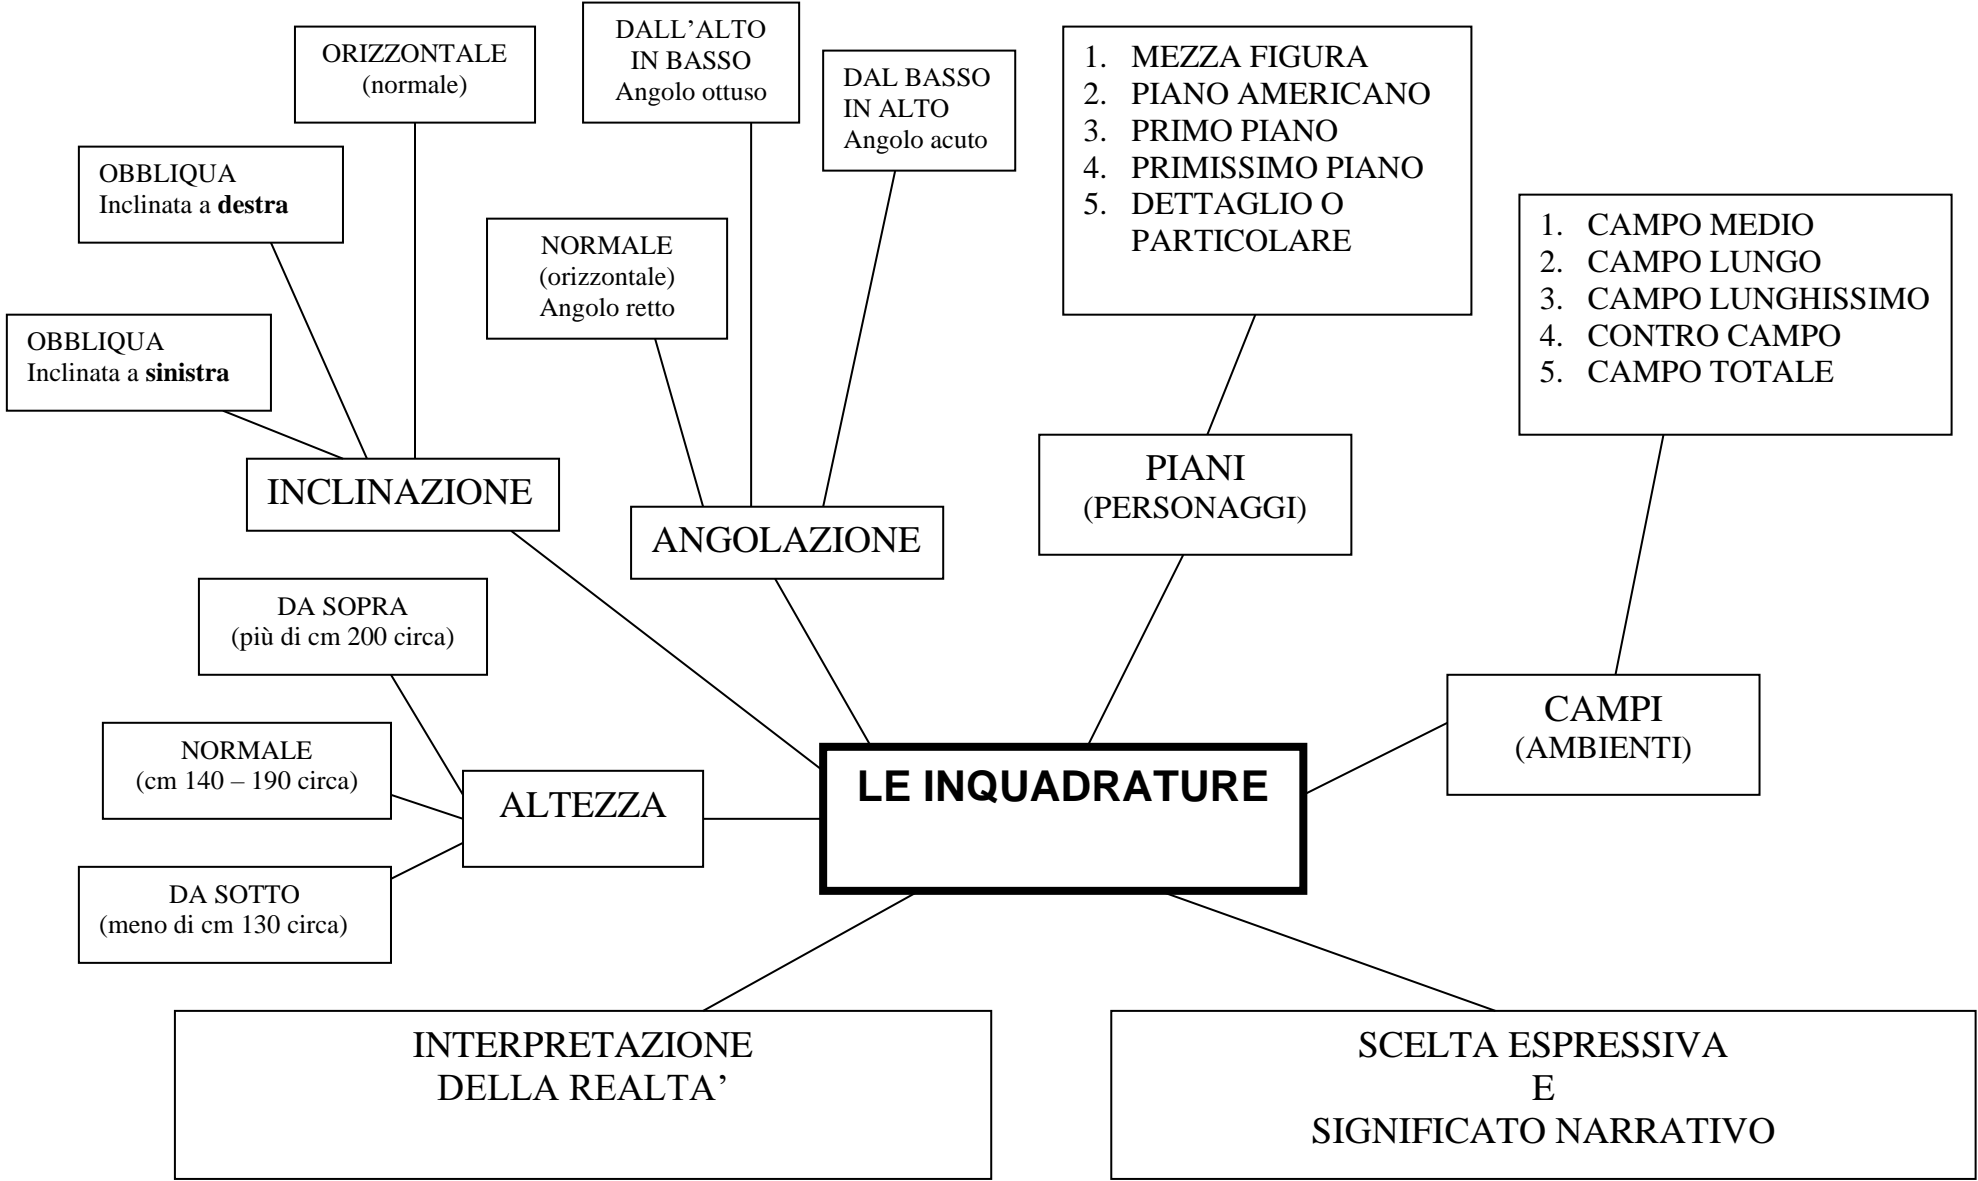 ORIZZONTALE
(normale)
DALL'ALTO
IN BASSO
Angolo ottuso
DAL BASSO
IN ALTO
Angolo acuto
1. MEZZA FIGURA
2. PIANO AMERICANO
3. PRIMO PIANO
4. PRIMISSIMO PIANO
5. DETTAGLIO O
PARTICOLARE
OBBLIQUA
Inclinata a destra
NORMALE
(orizzontale)
Angolo retto
1. CAMPO MEDIO
2. CAMPO LUNGO
3. CAMPO LUNGHISSIMO
4. CONTRO CAMPO
5. CAMPO TOTALE
OBBLIQUA
Inclinata a sinistra
INCLINAZIONE
ANGOLAZIONE
PIANI
(PERSONAGGI)
DA SOPRA
(più di cm 200 circa)
CAMPI
(AMBIENTI)
NORMALE
(cm 140 – 190 circa)
ALTEZZA
LE INQUADRATURE
DA SOTTO
(meno di cm 130 circa)
INTERPRETAZIONE
DELLA REALTA'
SCELTA ESPRESSIVA
E
SIGNIFICATO NARRATIVO